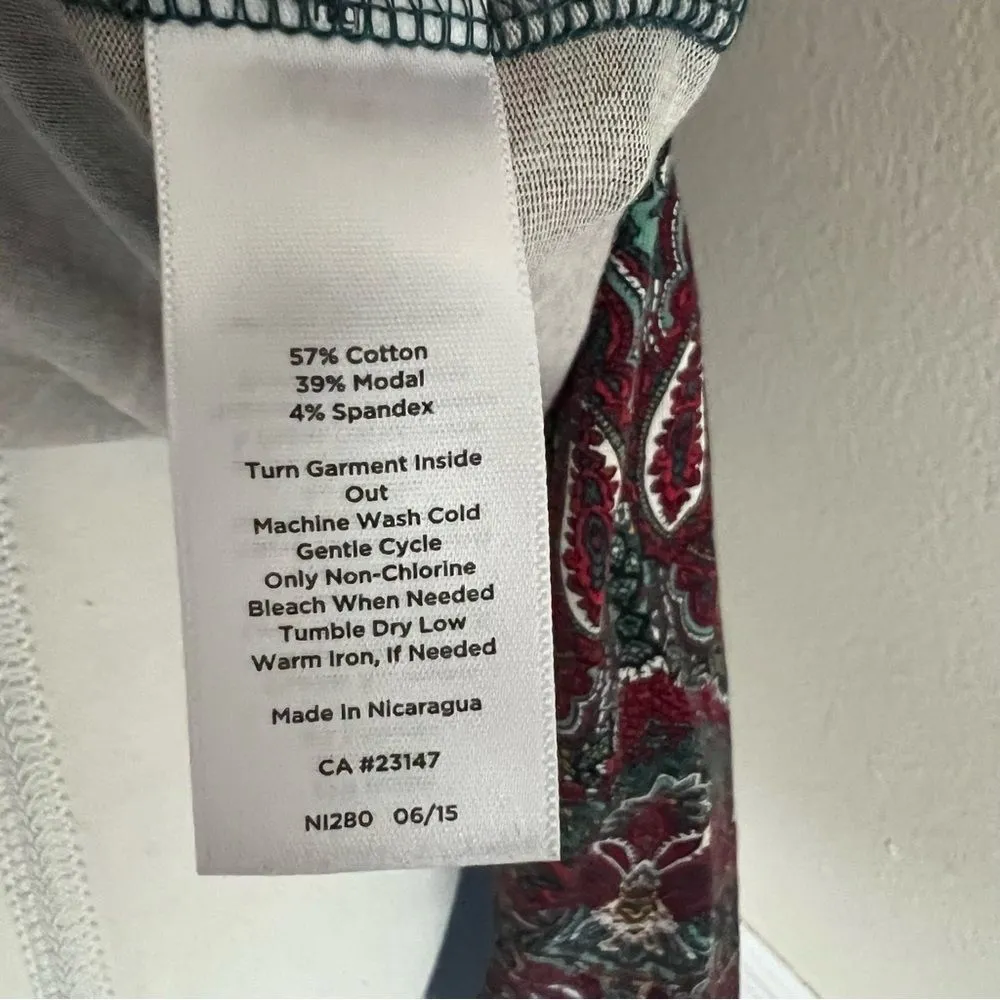 57% Cotton
39% Modal
4% Spandex
Turn Garment Inside
Out
Machine Wash Cold
Gentle Cycle
Only Non-Chlorine
Bleach When Needed
Tumble Dry Low
Warm Iron, If Needed
Made In Nicaragua
CA #23147
NI2B0 06/15